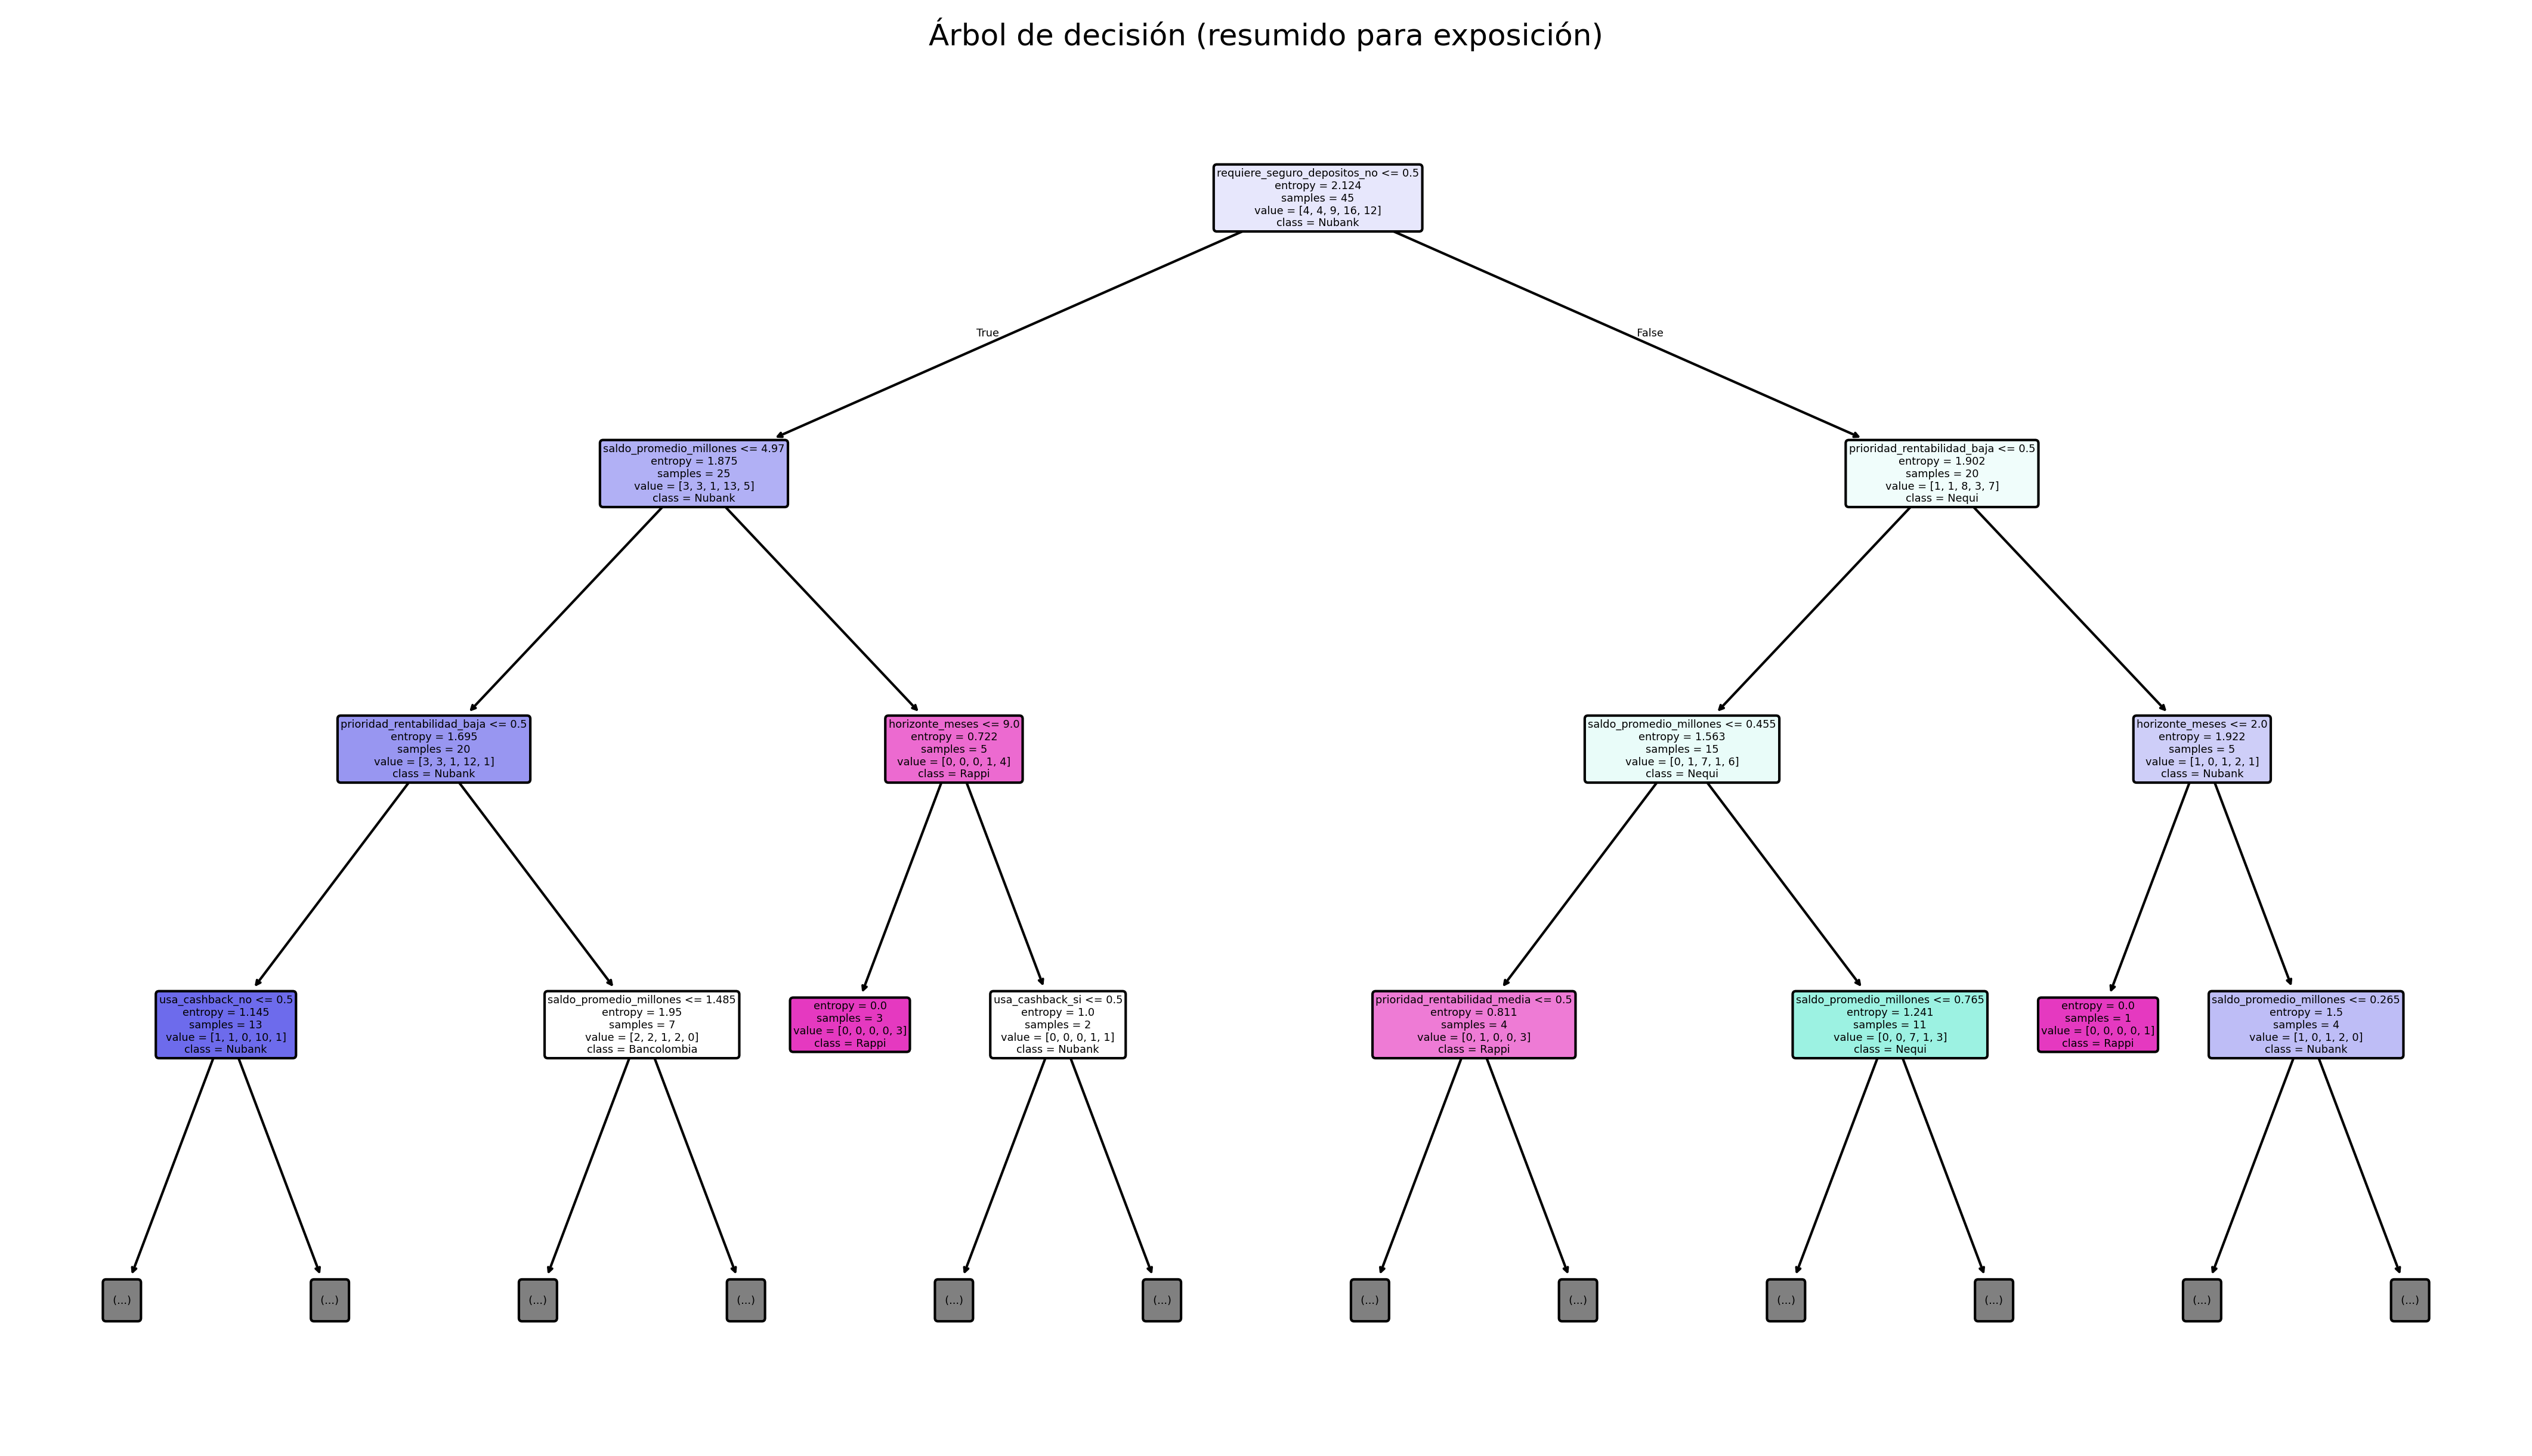 Árbol de decisión (resumido para exposición)
requiere_seguro_depositos_no <= 0.5
entropy = 2.124
samples = 45
value = [4, 4, 9, 16, 12]
class = Nubank
True
False
saldo_promedio_millones <= 4.97
entropy = 1.875
samples = 25
value = [3, 3, 1, 13, 5]
class = Nubank
prioridad_rentabilidad_baja <= 0.5
entropy = 1.902
samples = 20
value = [1, 1, 8, 3, 7]
class = Nequi
prioridad_rentabilidad_baja <= 0.5
entropy = 1.695
samples = 20
value = [3, 3, 1, 12, 1]
class = Nubank
horizonte_meses <= 9.0
entropy = 0.722
samples = 5
value = [0, 0, 0, 1, 4]
class = Rappi
saldo_promedio_millones <= 0.455
entropy = 1.563
samples = 15
value = [0, 1, 7, 1, 6]
class = Nequi
horizonte_meses <= 2.0
entropy = 1.922
samples = 5
value = [1, 0, 1, 2, 1]
class = Nubank
usa_cashback_no <= 0.5
entropy = 1.145
samples = 13
value = [1, 1, 0, 10, 1]
class = Nubank
saldo_promedio_millones <= 1.485
entropy = 1.95
samples = 7
value = [2, 2, 1, 2, 0]
class = Bancolombia
entropy = 0.0
samples = 3
value = [0, 0, 0, 0, 3]
class = Rappi
usa_cashback_si <= 0.5
entropy = 1.0
samples = 2
value = [0, 0, 0, 1, 1]
class = Nubank
prioridad_rentabilidad_media <= 0.5
entropy = 0.811
samples = 4
value = [0, 1, 0, 0, 3]
class = Rappi
saldo_promedio_millones <= 0.765
entropy = 1.241
samples = 11
value = [0, 0, 7, 1, 3]
class = Nequi
entropy = 0.0
samples = 1
value = [0, 0, 0, 0, 1]
class = Rappi
saldo_promedio_millones <= 0.265
entropy = 1.5
samples = 4
value = [1, 0, 1, 2, 0]
class = Nubank
(...)
(...)
(...)
(...)
(...)
(...)
(...)
(...)
(...)
(...)
(...)
(...)